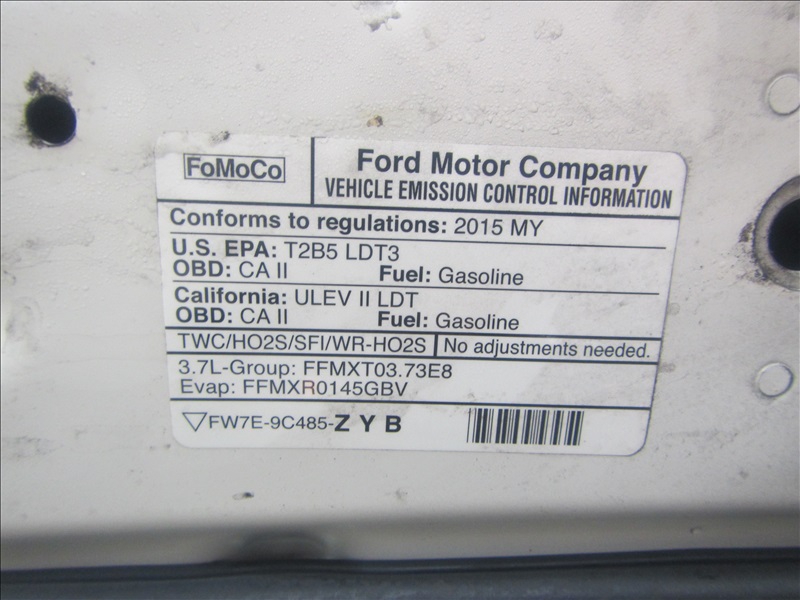 FoMoCo
Ford Motor Company
VEHICLE EMISSION CONTROL INFORMATION
Conforms to regulations: 2015 MY
U.S. EPA: T2B5 LDT3
OBD: CA II Fuel: Gasoline
California: ULEV II LDT
OBD: CA II Fuel: Gasoline
TWC/HO2S/SFI/WR-HO2S No adjustments needed.
3.7L-Group: FFMXT03.73E8
Evap: FFMXR0145GBV
FW7E-9C485-Z Y B